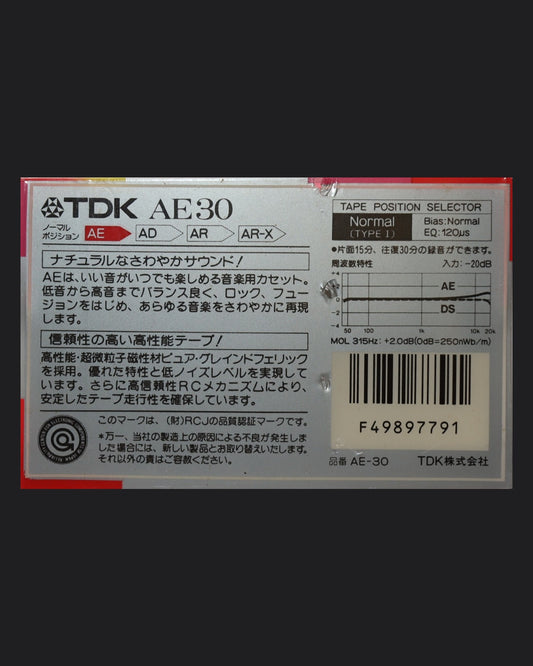 TDK AE30
ノーマル
ポジション AE AD AR AR-X
ナチュラルなさわやかサウンド!
AEは、いい音がいつでも楽しめる音楽用カセット。
低音から高音までバランス良く、ロック、フュー
ジョンをはじめ、あらゆる音楽をさわやかに再現
します。
信頼性の高い高性能テープ!
高性能・超微粒子磁性材ピュア・グレインドフェリック
を採用。優れた特性と低ノイズレベルを実現して
います。さらに高信頼性RCメカニズムにより、
安定したテープ走行性を確保しています。
このマークは、(財)RCJの品質認証マークです。
*万一、当社の製造上の原因による不良が発生しま
した場合には、新しい製品とお取り替えいたします。
それ以外の責はご容赦ください。
TAPE POSITION SELECTOR
Normal
(TYPE I)
Bias:Normal
EQ:120μs
●片面15分、往復30分の録音ができます。
周波数特性 入力:-20dB
+4
+2
0
-2
-4
AE
DS
50 100 1k 10k 20k
MOL 315Hz:+2.0dB(0dB=250nWb/m)
F49897791
品番 AE-30 TDK株式会社